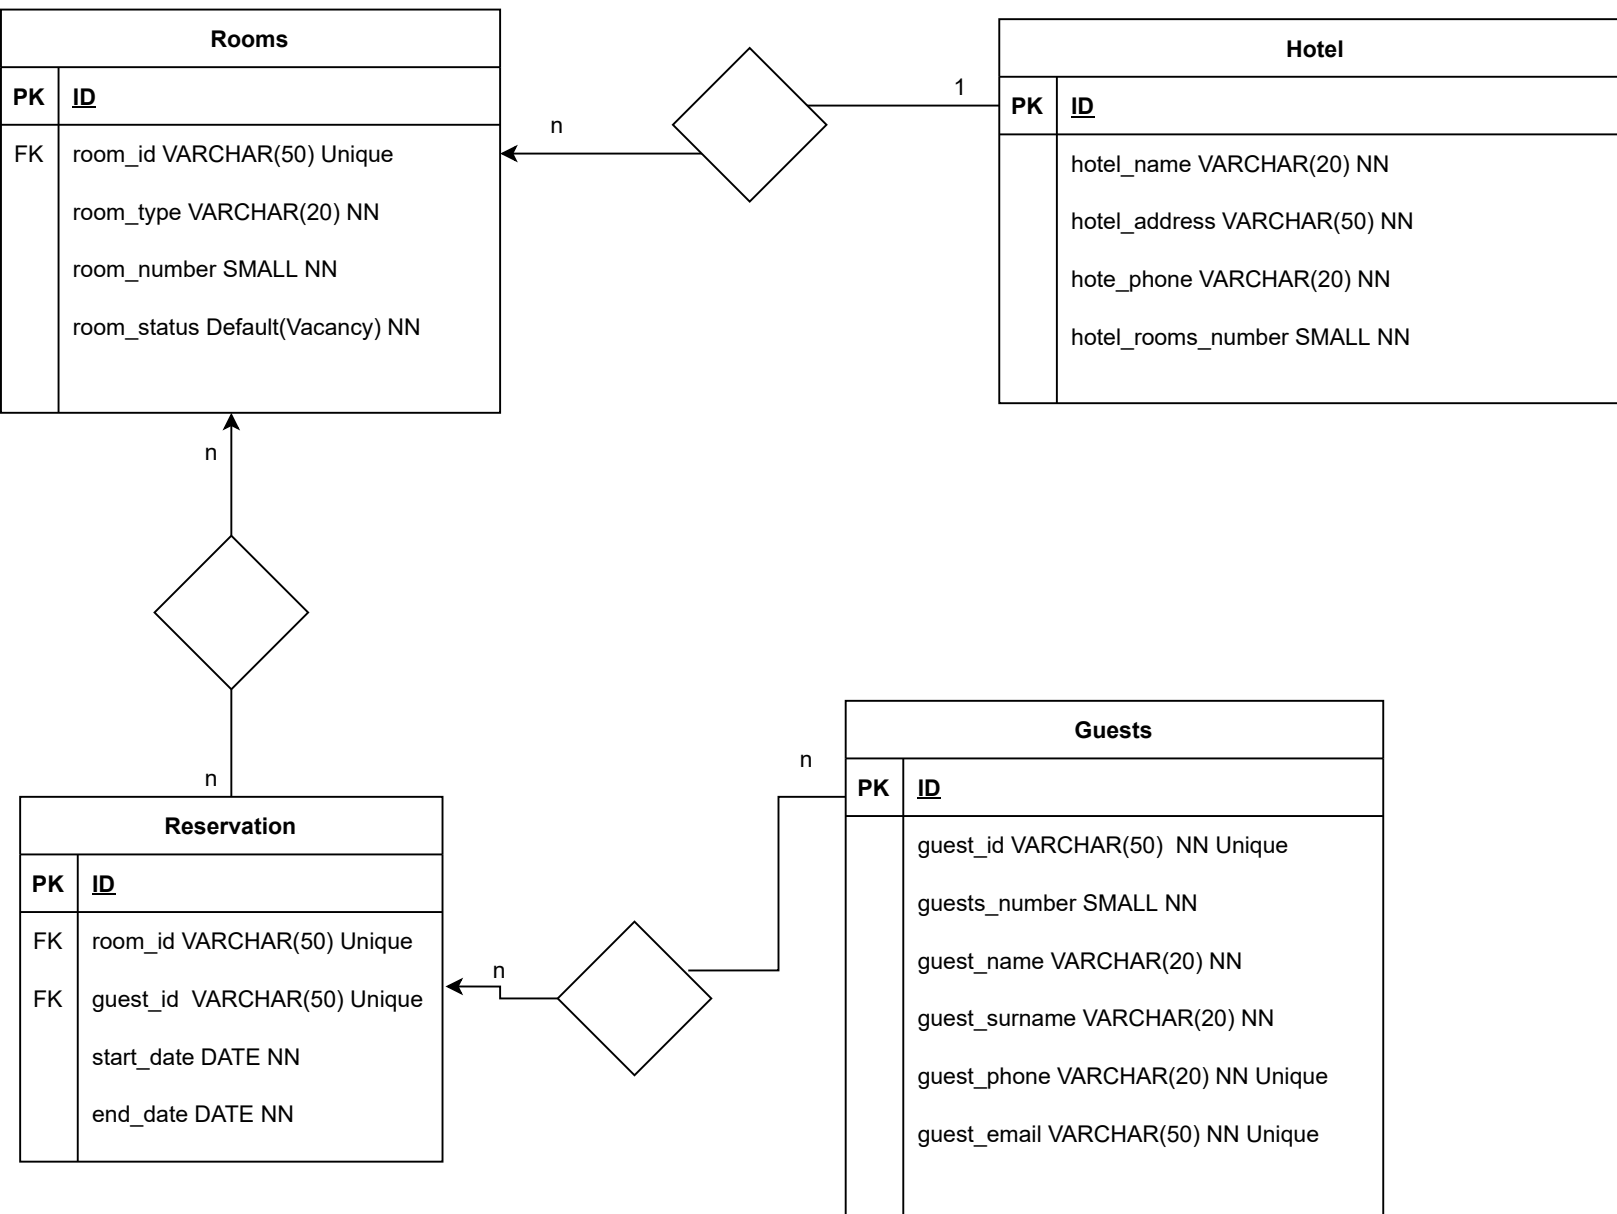 Rooms
PK ID
FK room_id VARCHAR(50) Unique
room_type VARCHAR(20) NN
room_number SMALL NN
room_status Default(Vacancy) NN
n
1
Hotel
PK ID
hotel_name VARCHAR(20) NN
hotel_address VARCHAR(50) NN
hote_phone VARCHAR(20) NN
hotel_rooms_number SMALL NN
n
n
Reservation
PK ID
FK room_id VARCHAR(50) Unique
FK guest_id  VARCHAR(50) Unique
start_date DATE NN
end_date DATE NN
n
n
Guests
PK ID
guest_id VARCHAR(50)  NN Unique
guests_number SMALL NN
guest_name VARCHAR(20) NN
guest_surname VARCHAR(20) NN
guest_phone VARCHAR(20) NN Unique
guest_email VARCHAR(50) NN Unique